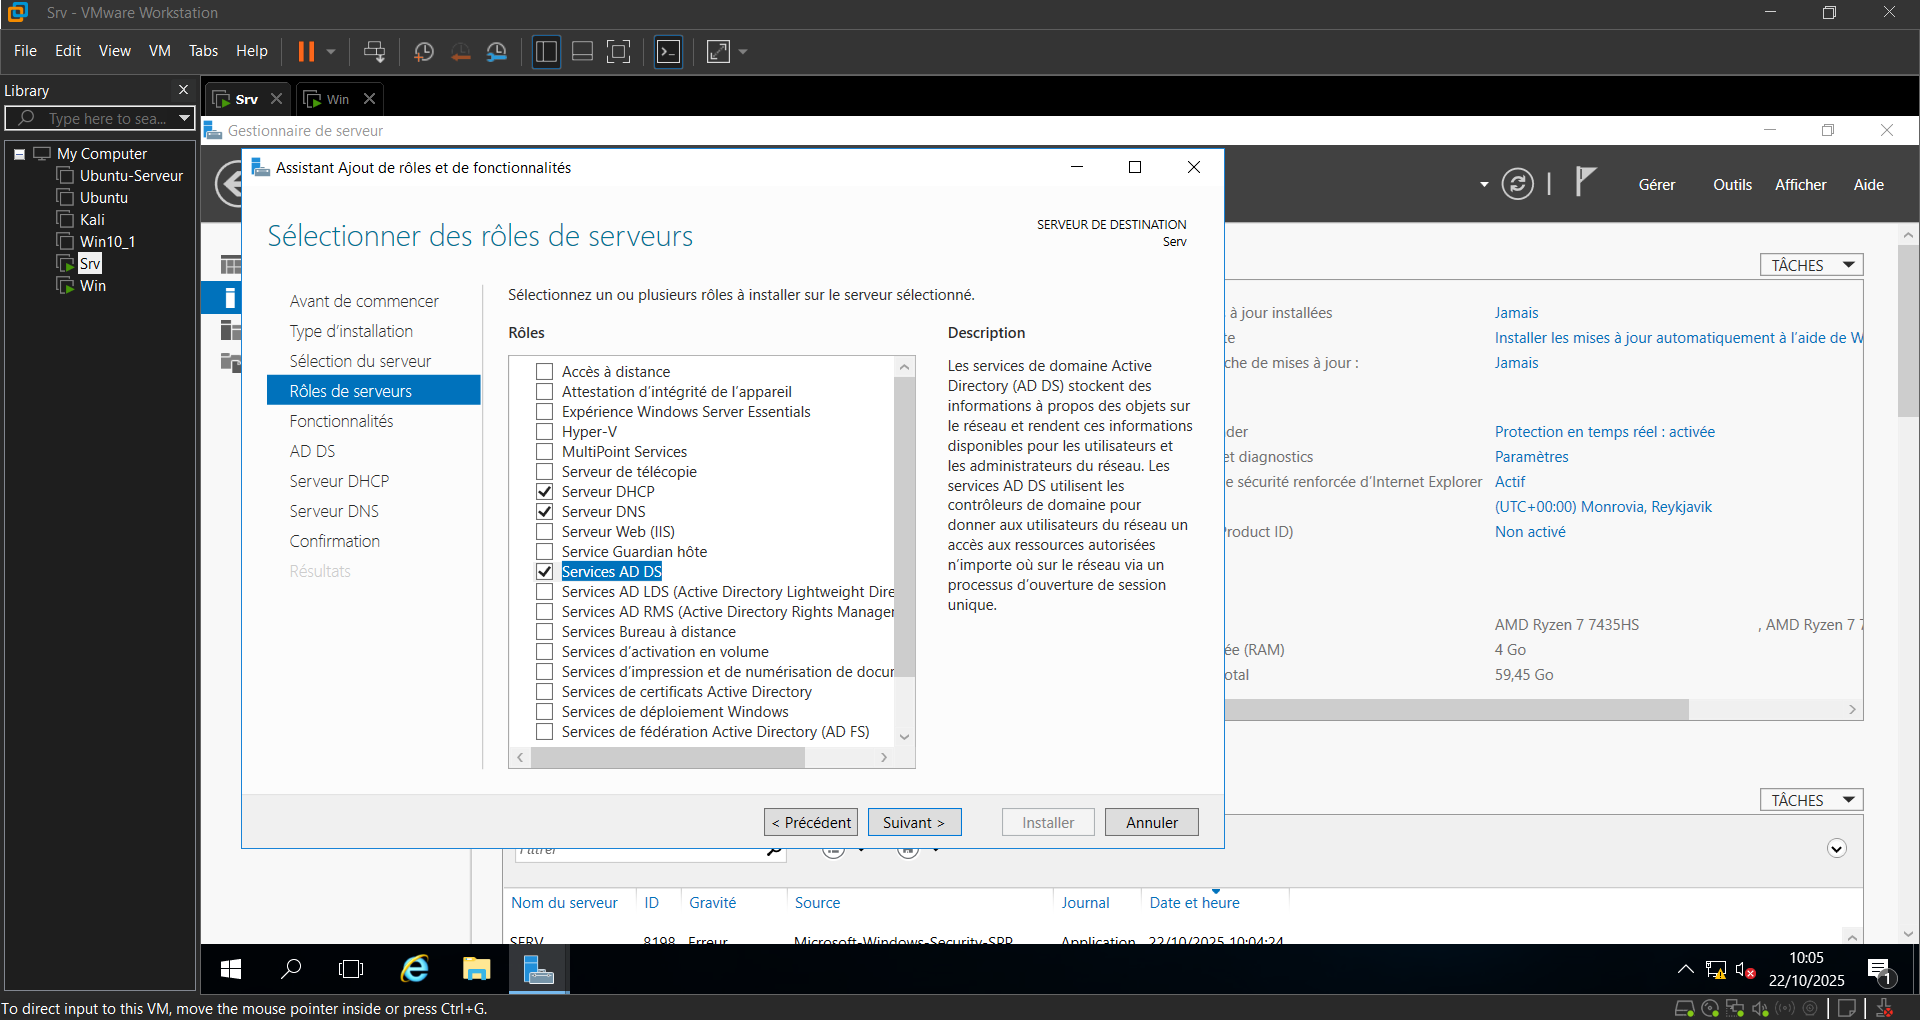 Srv - VMware Workstation
File Edit View VM Tabs Help
Library
Type here to sea...
My Computer
Ubuntu-Serveur
Ubuntu
Kali
Win10_1
Srv
Win
Srv
Win
Gestionnaire de serveur
Gérer Outils Afficher Aide
Assistant Ajout de rôles et de fonctionnalités
Sélectionner des rôles de serveurs
SERVEUR DE DESTINATION
Serv
Avant de commencer
Type d'installation
Sélection du serveur
Rôles de serveurs
Fonctionnalités
AD DS
Serveur DHCP
Serveur DNS
Confirmation
Résultats
Sélectionnez un ou plusieurs rôles à installer sur le serveur sélectionné.
Rôles
Accès à distance
Attestation d'intégrité de l'appareil
Expérience Windows Server Essentials
Hyper-V
MultiPoint Services
Serveur de télécopie
Serveur DHCP
Serveur DNS
Serveur Web (IIS)
Service Guardian hôte
Services AD DS
Services AD LDS (Active Directory Lightweight Dire
Services AD RMS (Active Directory Rights Manager
Services Bureau à distance
Services d'activation en volume
Services d'impression et de numérisation de docur
Services de certificats Active Directory
Services de déploiement Windows
Services de fédération Active Directory (AD FS)
Description
Les services de domaine Active
Directory (AD DS) stockent des
informations à propos des objets sur
le réseau et rendent ces informations
disponibles pour les utilisateurs et
les administrateurs du réseau. Les
services AD DS utilisent les
contrôleurs de domaine pour
donner aux utilisateurs du réseau un
accès aux ressources autorisées
n'importe où sur le réseau via un
processus d'ouverture de session
unique.
< Précédent
Suivant >
Installer
Annuler
TÂCHES
à jour installées Jamais
te Installer les mises à jour automatiquement à l'aide de W
che de mises à jour : Jamais
der Protection en temps réel : activée
et diagnostics Paramètres
e sécurité renforcée d'Internet Explorer Actif
(UTC+00:00) Monrovia, Reykjavik
roduct ID) Non activé
AMD Ryzen 7 7435HS , AMD Ryzen 7 7
ée (RAM) 4 Go
otal 59,45 Go
TÂCHES
Filtrer
Nom du serveur ID Gravité Source Journal Date et heure
SERV 8198 Erreur Microsoft-Windows-Security-SPP Application 22/10/2025 10:04:24
10:05
22/10/2025
1
To direct input to this VM, move the mouse pointer inside or press Ctrl+G.